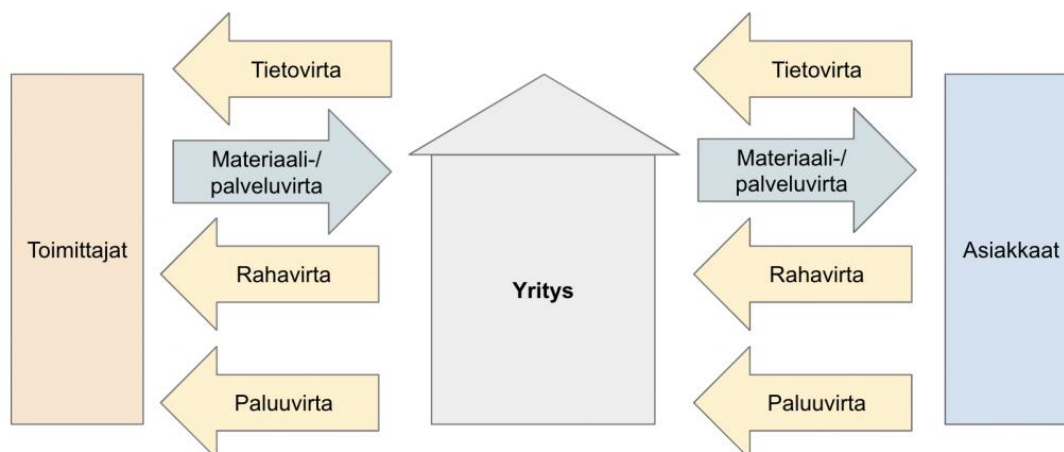 Tietovirta
Tietovirta
Materiaali-/
palveluvirta
Materiaali-/
palveluvirta
Toimittajat
Rahavirta
Yritys
Rahavirta
Asiakkaat
Paluuvirta
Paluuvirta